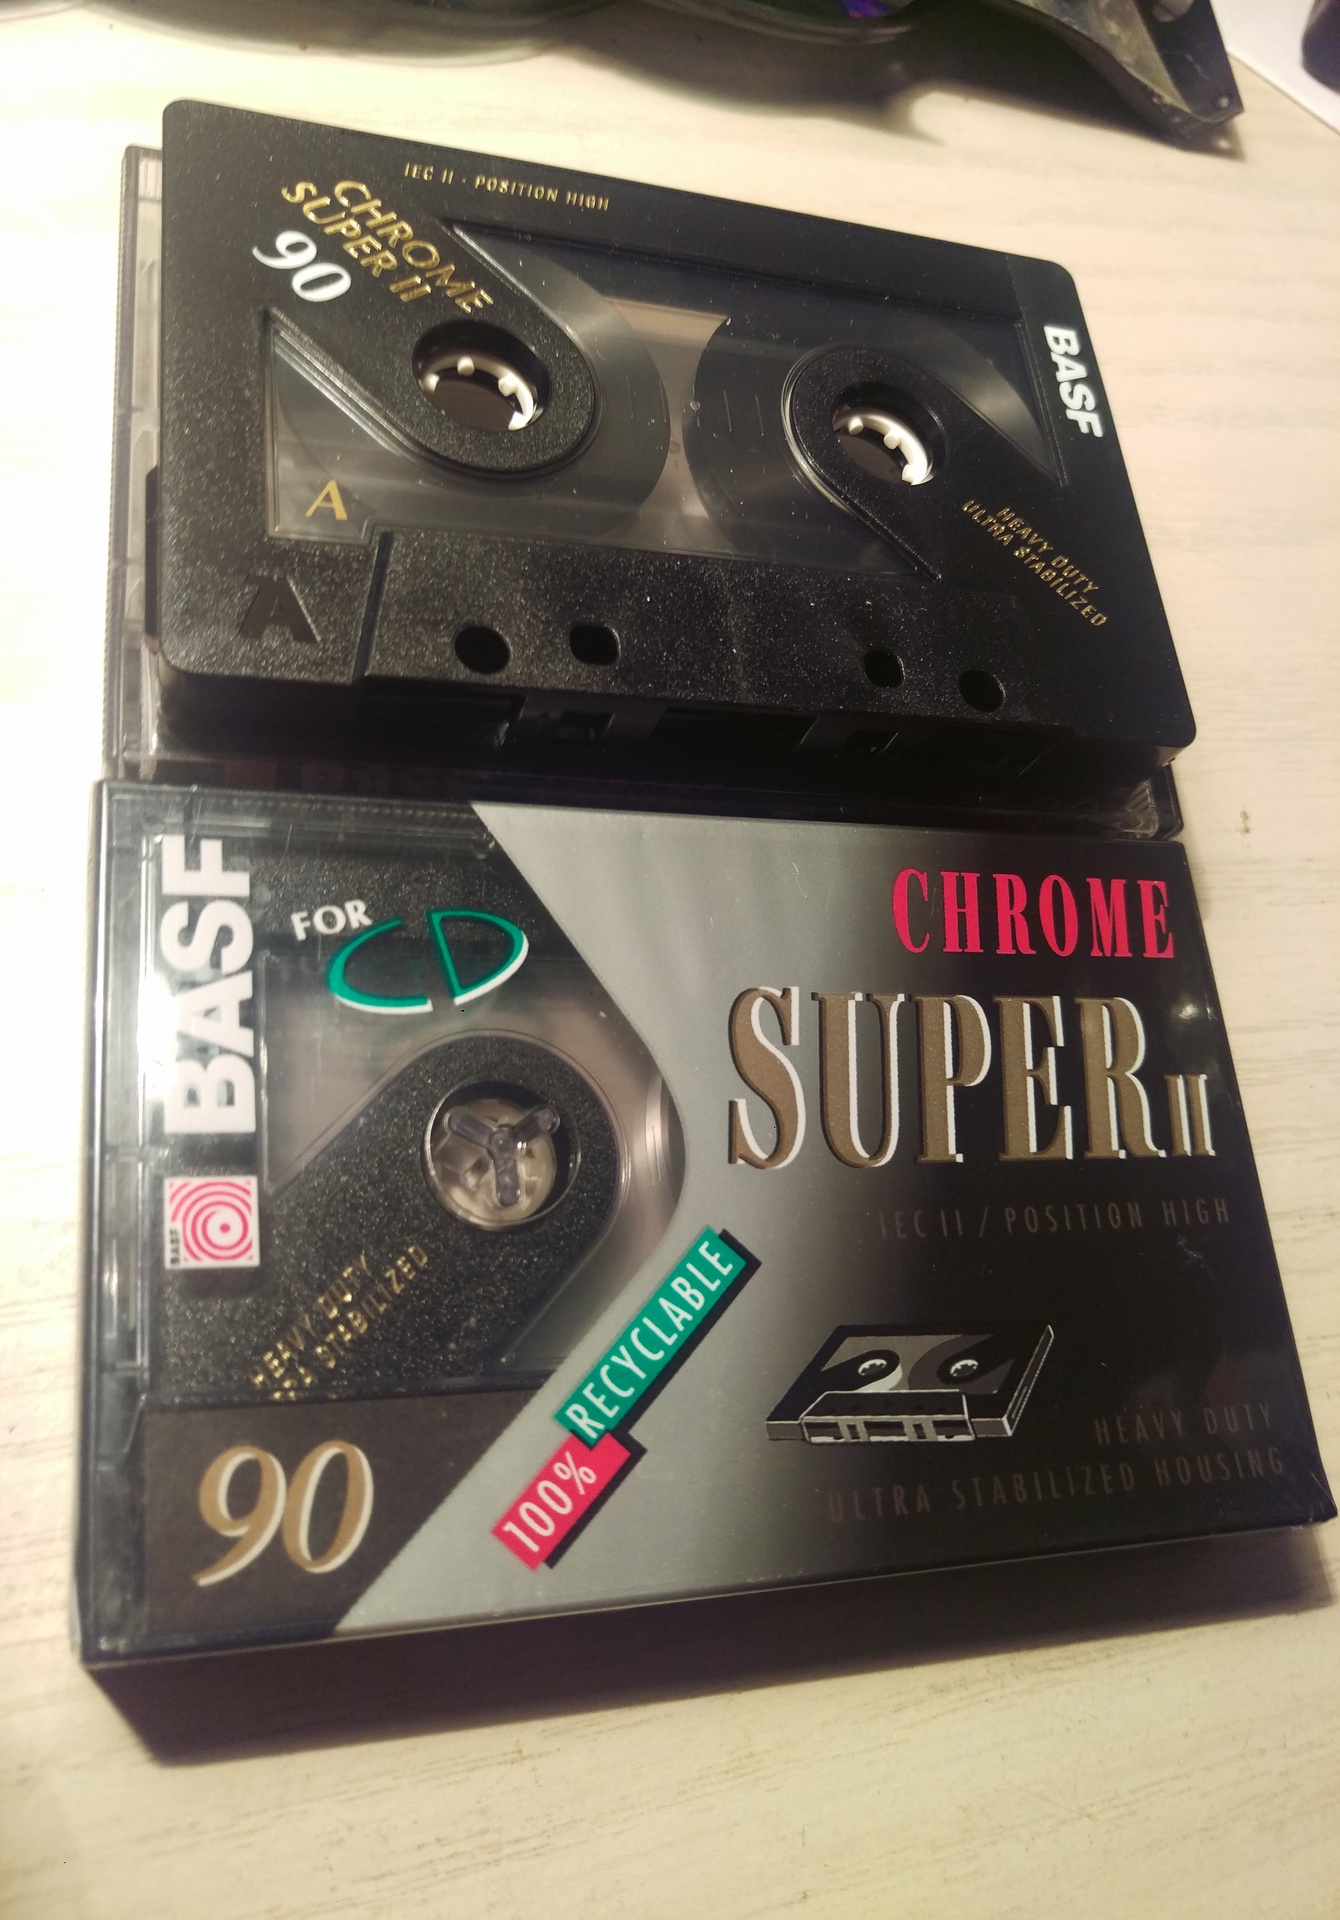 IEC II - POSITION HIGH
CHROME
SUPER II
90
BASF
A
HEAVY DUTY
ULTRA STABILIZED
A
BASF
FOR
CD
CHROME
SUPER II
IEC II / POSITION HIGH
BASF
HEAVY DUTY
STABILIZED
100% RECYCLABLE
HEAVY DUTY
ULTRA STABILIZED HOUSING
90